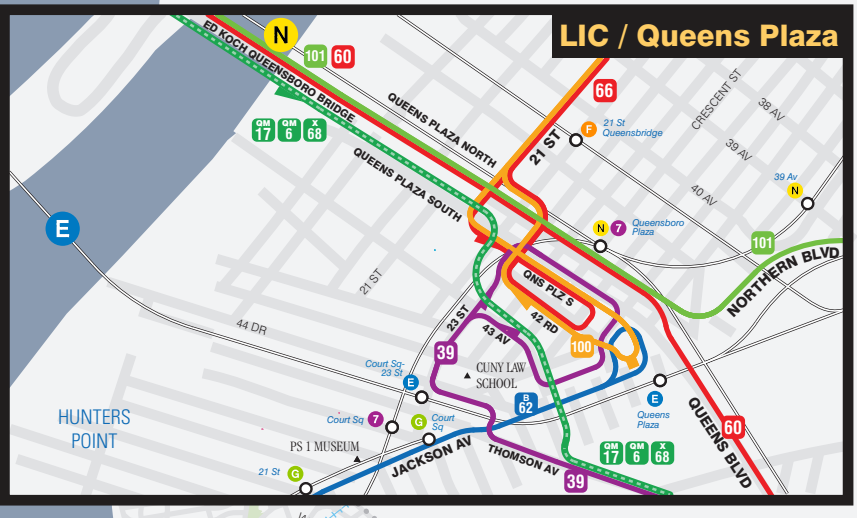 LIC / Queens Plaza
N
ED KOCH QUEENSBORO BRIDGE
101
60
66
CRESCENT ST
38 AV
QM
17
QM
6
X
68
QUEENS PLAZA NORTH
21 ST
F
21 St
Queensbridge
39 AV
QUEENS PLAZA SOUTH
40 AV
39 Av
N
E
N
7
Queensboro
Plaza
101
NORTHERN BLVD
21 ST
QNS PLZ S
42 RD
23 ST
43 AV
44 DR
39
100
CUNY LAW
SCHOOL
Court Sq-
23 St
E
B
62
E
Queens
Plaza
HUNTERS
POINT
Court Sq
7
G
Court
Sq
60
QUEENS BLVD
PS 1 MUSEUM
JACKSON AV
THOMSON AV
QM
17
QM
6
X
68
21 St
G
39